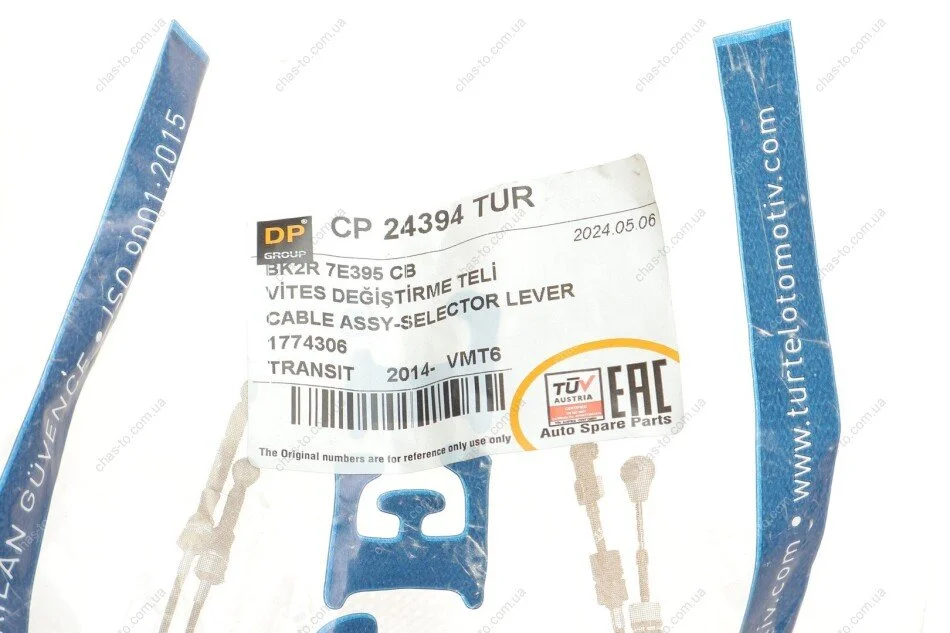 DP®
GROUP
CP 24394 TUR
2024.05.06
BK2R 7E395 CB
VİTES DEĞİŞTİRME TELİ
CABLE ASSY-SELECTOR LEVER
1774306
TRANSIT 2014- VMT6
TÜV
AUSTRIA
EAC
Auto Spare Parts
The Original numbers are for reference only use only
GÜVENCE • ISO 9001:2015
www.turtelotomotiv.com
chas-to.com.ua